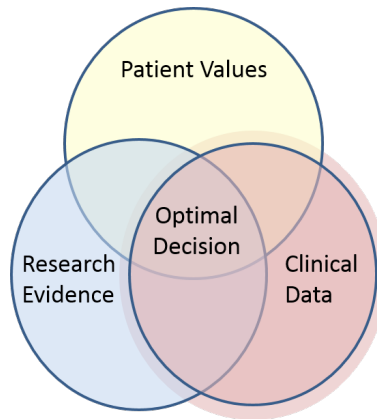 Patient Values
Optimal
Decision
Research
Evidence
Clinical
Data